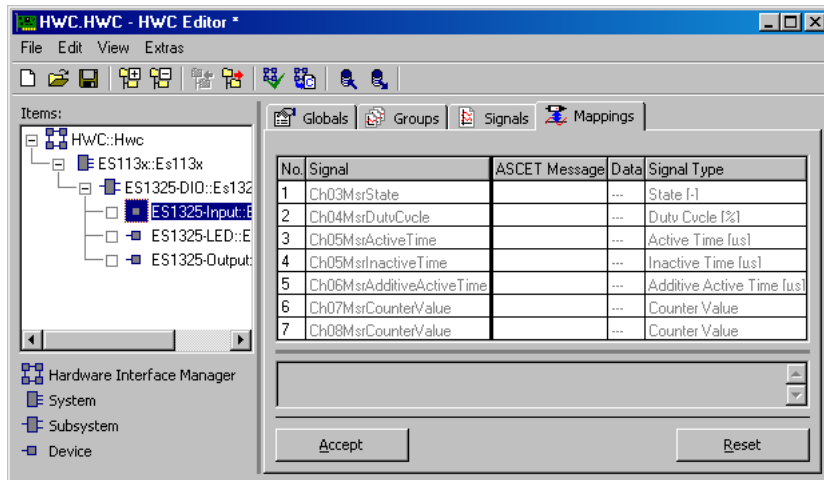 HWC.HWC - HWC Editor *
File Edit View Extras
Items:
HWC::Hwc
ES113x::Es113x
ES1325-DIO::Es132
ES1325-Input::E
ES1325-LED::E
ES1325-Output:
Hardware Interface Manager
System
Subsystem
Device
Globals Groups Signals Mappings
No. Signal ASCET Message Data Signal Type
1 Ch03MsrState --- State [-]
2 Ch04MsrDutyCycle --- Duty Cycle [%]
3 Ch05MsrActiveTime --- Active Time [µs]
4 Ch05MsrInactiveTime --- Inactive Time [µs]
5 Ch06MsrAdditiveActiveTime --- Additive Active Time [µs]
6 Ch07MsrCounterValue --- Counter Value
7 Ch08MsrCounterValue --- Counter Value
Accept Reset